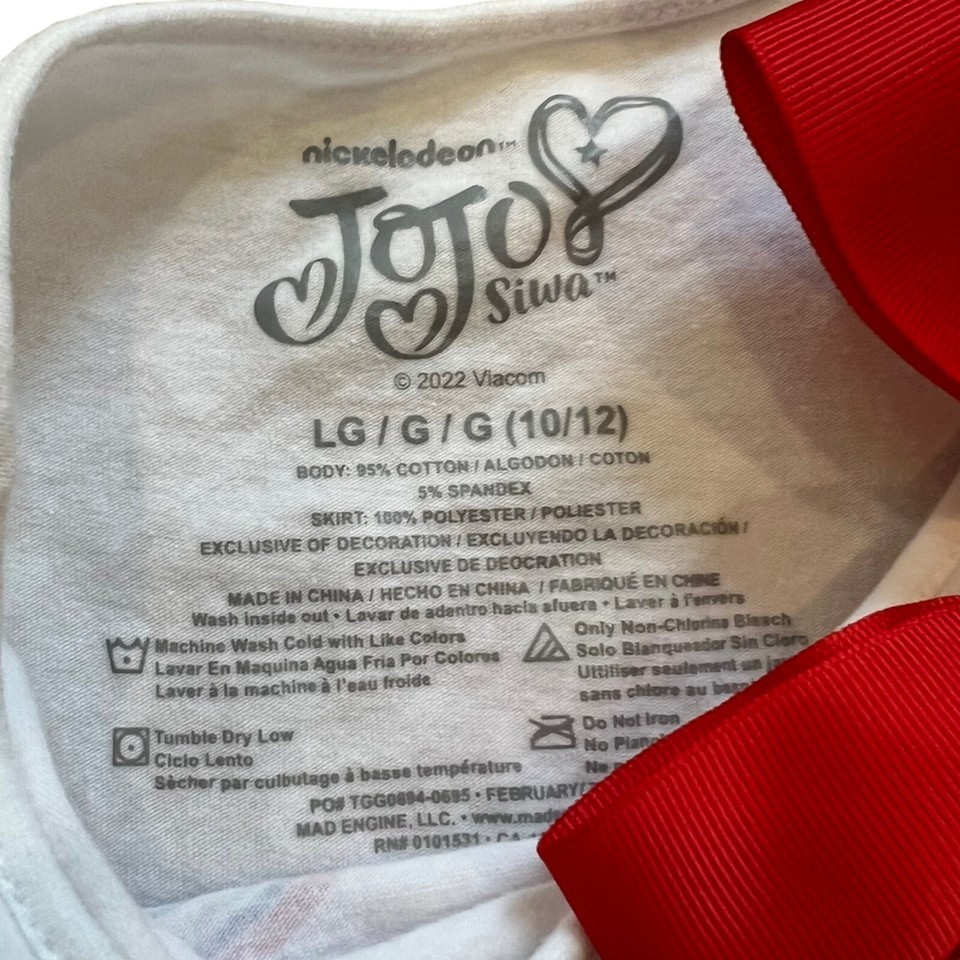 nickelodeon™
JoJo
Siwa™
© 2022 Viacom
LG / G / G (10/12)
BODY: 95% COTTON / ALGODON / COTON
5% SPANDEX
SKIRT: 100% POLYESTER / POLIESTER
EXCLUSIVE OF DECORATION / EXCLUYENDO LA DECORACIÓN /
EXCLUSIVE DE DEOCRATION
MADE IN CHINA / HECHO EN CHINA / FABRIQUÉ EN CHINE
Wash inside out • Lavar de adentro hacia afuera • Laver à l'envers
Machine Wash Cold with Like Colors
Lavar En Maquina Agua Fria Por Colores
Laver à la machine à l'eau froide
Only Non-Chlorine Bleach
Solo Blanqueador Sin Cloro
Utiliser seulement un
sans chlore au
Tumble Dry Low
Ciclo Lento
Sècher par culbutage à basse température
Do Not Iron
No
Ne
PO# TGG0694-0695 • FEBRUARY
MAD ENGINE, LLC. • www.mad
RN# 0101531 • CA